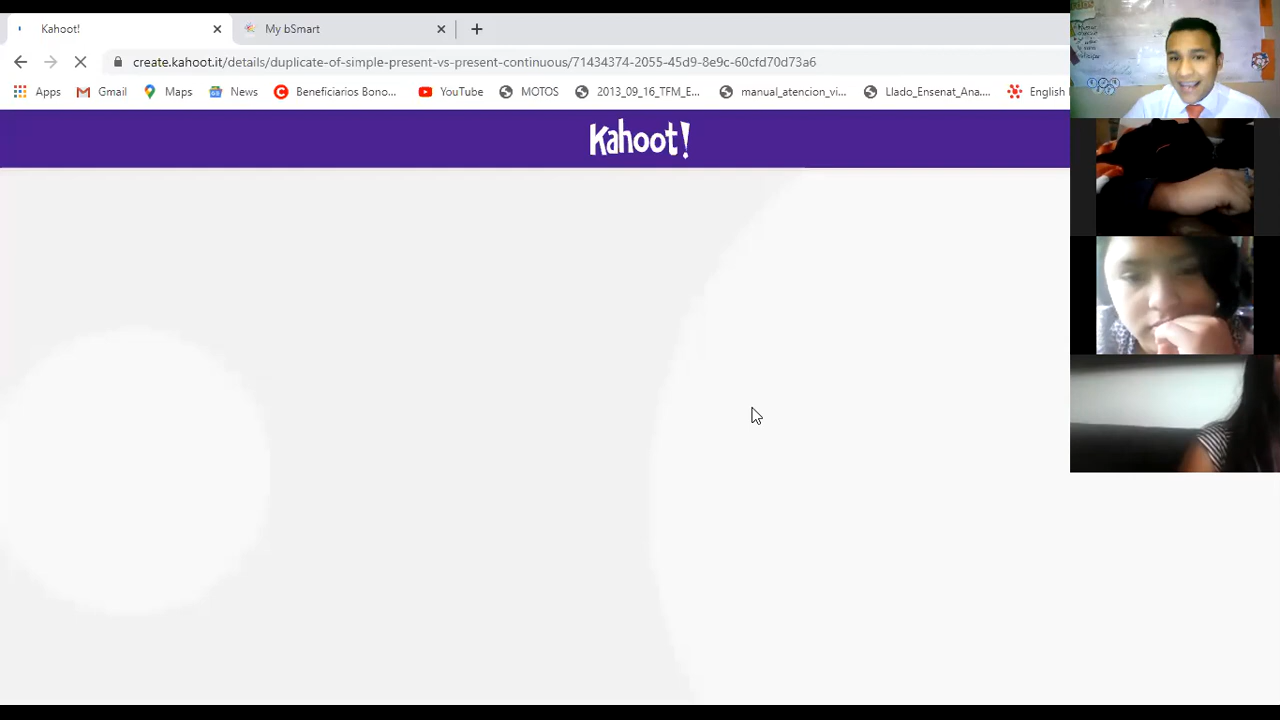 Kahoot!
My bSmart
create.kahoot.it/details/duplicate-of-simple-present-vs-present-continuous/71434374-2055-45d9-8e9c-60cfd70d73a6
Apps Gmail Maps News Beneficiarios Bono... YouTube MOTOS 2013_09_16_TFM_E... manual_atencion_vi... Llado_Ensenat_Ana.... English
Kahoot!